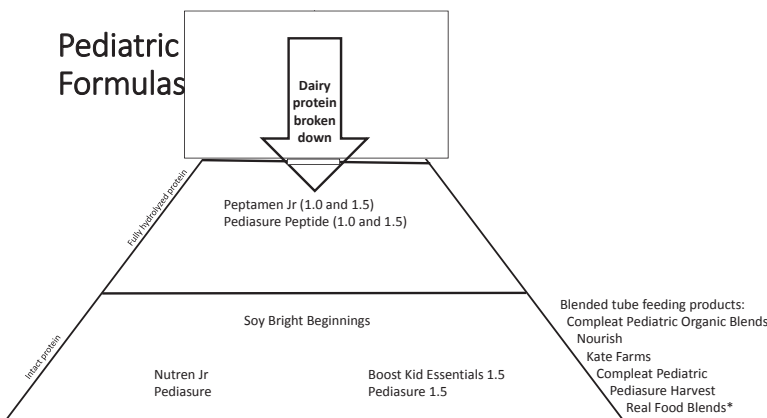 Pediatric
Formulas
Dairy
protein
broken
down
Fully hydrolyzed protein
Peptamen Jr (1.0 and 1.5)
Pediasure Peptide (1.0 and 1.5)
Intact protein
Soy Bright Beginnings
Nutren Jr
Pediasure
Boost Kid Essentials 1.5
Pediasure 1.5
Blended tube feeding products:
Compleat Pediatric Organic Blends
Nourish
Kate Farms
Compleat Pediatric
Pediasure Harvest
Real Food Blends*